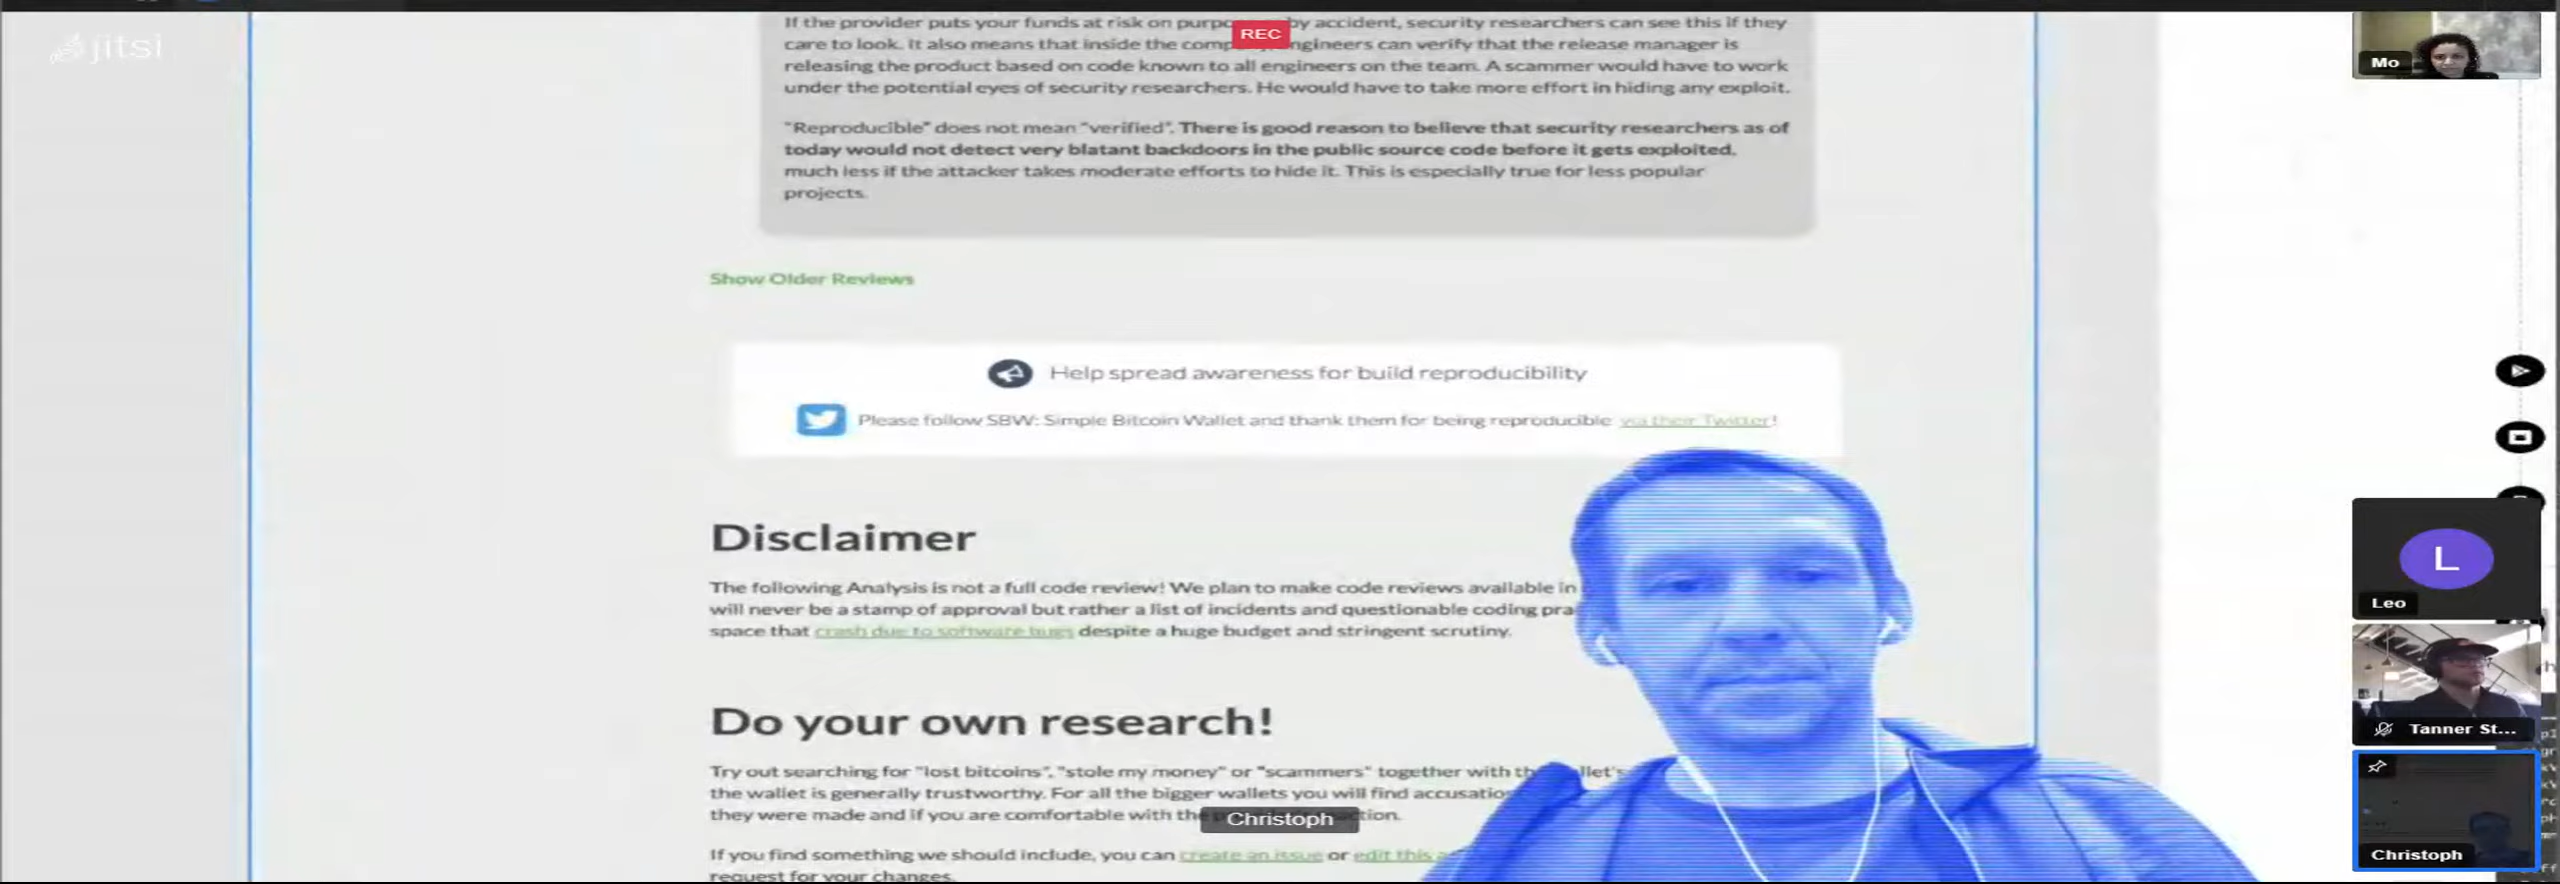 jitsi
If the provider puts your funds at risk on by accident, security researchers can see this if they
REC
care to look. It also means that inside the engineers can verify that the release manager is
releasing the product based on code known to all engineers on the team. A scammer would have to work
under the potential eyes of security researchers. He would have to take more effort in hiding any exploit.
"Reproducible" does not mean "verified". There is good reason to believe that security researchers as of
today would not detect very blatant backdoors in the public source code before it gets exploited,
much less if the attacker takes moderate efforts to hide it. This is especially true for less popular
projects.
Show Older Reviews
Help spread awareness for build reproducibility
Please follow SBW: Simple Bitcoin Wallet and thank them for being reproducible via their Twitter!
Disclaimer
The following Analysis is not a full code review! We plan to make code reviews available in
will never be a stamp of approval but rather a list of incidents and questionable coding
space that crash due to software bugs despite a huge budget and stringent scrutiny.
Do your own research!
Try out searching for "lost bitcoins", "stole my money" or "scammers" together with
the wallet is generally trustworthy. For all the bigger wallets you will find
they were made and if you are comfortable with
Christoph
If you find something we should include, you can create an issue or edit this
request for your changes.
Mo
L
Leo
Tanner St...
Christoph